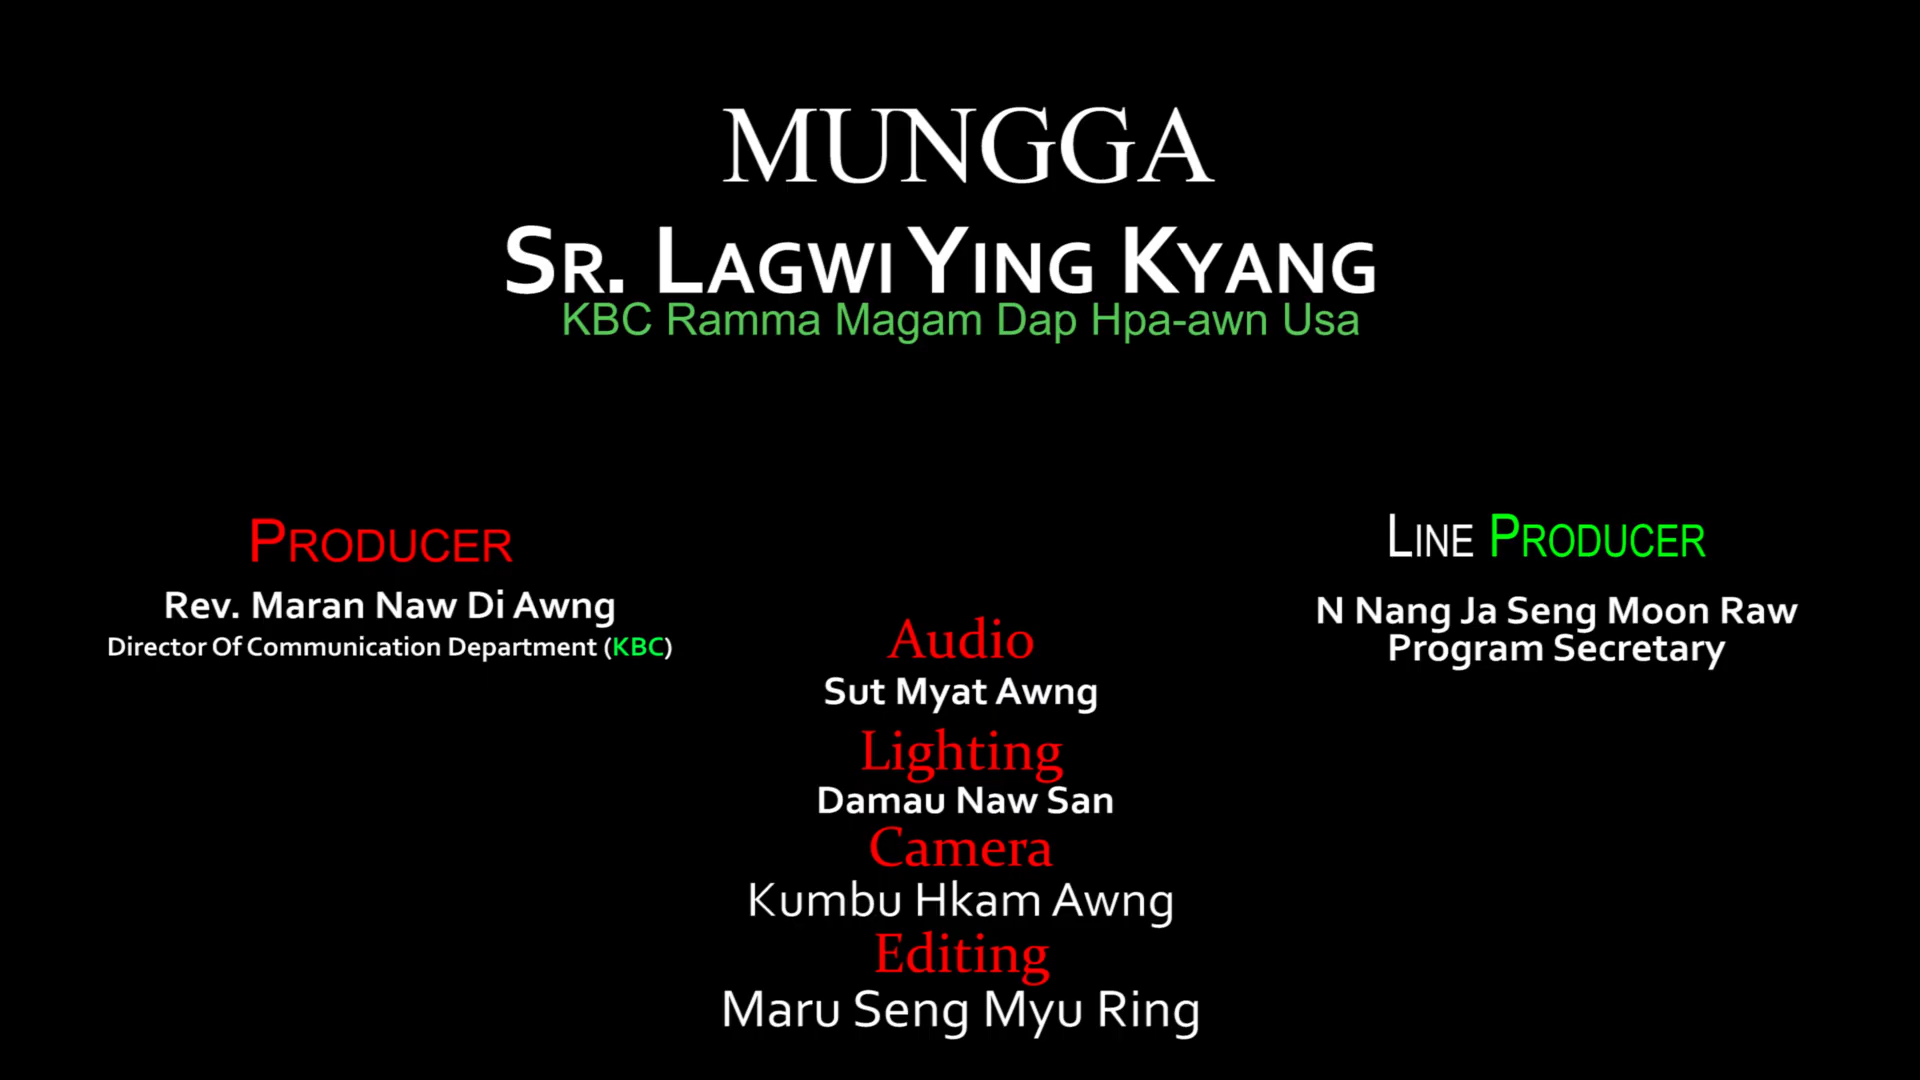 MUNGGA
SR. LAGWI YING KYANG
KBC Ramma Magam Dap Hpa-awn Usa
PRODUCER
Rev. Maran Naw Di Awng
Director Of Communication Department (KBC)
LINE PRODUCER
N Nang Ja Seng Moon Raw
Program Secretary
Audio
Sut Myat Awng
Lighting
Damau Naw San
Camera
Kumbu Hkam Awng
Editing
Maru Seng Myu Ring